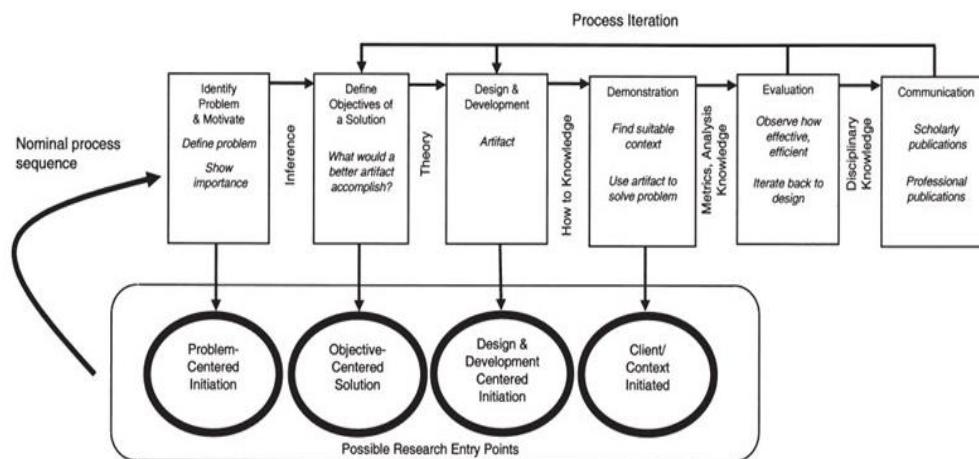 Process Iteration
Nominal process
sequence
Identify
Problem
& Motivate
Define problem
Show
importance
Inference
Define
Objectives of
a Solution
What would a
better artifact
accomplish?
Theory
Design &
Development
Artifact
How to Knowledge
Demonstration
Find suitable
context
Use artifact to
solve problem
Metrics, Analysis
Knowledge
Evaluation
Observe how
effective,
efficient
Iterate back to
design
Disciplinary
Knowledge
Communication
Scholarly
publications
Professional
publications
Problem-
Centered
Initiation
Objective-
Centered
Solution
Design &
Development
Centered
Initiation
Client/
Context
Initiated
Possible Research Entry Points